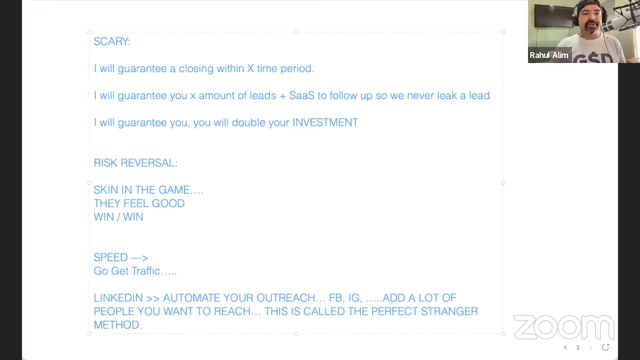 SCARY:
I will guarantee a closing within X time period.
I will guarantee you x amount of leads + SaaS to follow up so we never leak a lead
I will guarantee you, you will double your INVESTMENT
RISK REVERSAL:
SKIN IN THE GAME….
THEY FEEL GOOD
WIN / WIN
SPEED —>
Go Get Traffic…..
LINKEDIN >> AUTOMATE YOUR OUTREACH… FB, IG, …..ADD A LOT OF
PEOPLE YOU WANT TO REACH… THIS IS CALLED THE PERFECT STRANGER
METHOD.
Rahul Alim
G$D
zoom
2